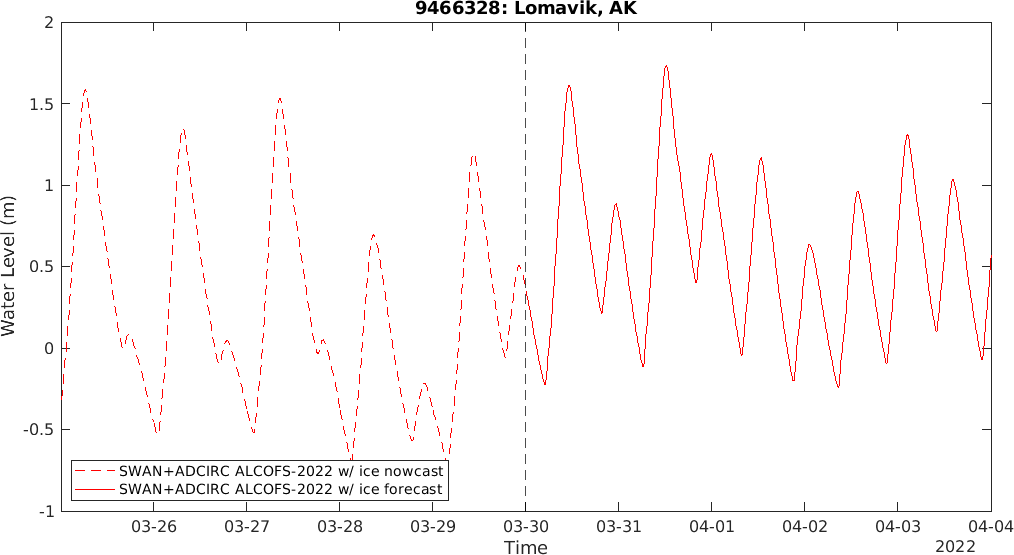 9466328: Lomavik, AK
2
1.5
1
0.5
0
-0.5
-1
Water Level (m)
SWAN+ADCIRC ALCOFS-2022 w/ ice nowcast
SWAN+ADCIRC ALCOFS-2022 w/ ice forecast
03-26 03-27 03-28 03-29 03-30 03-31 04-01 04-02 04-03 04-04
Time
2022